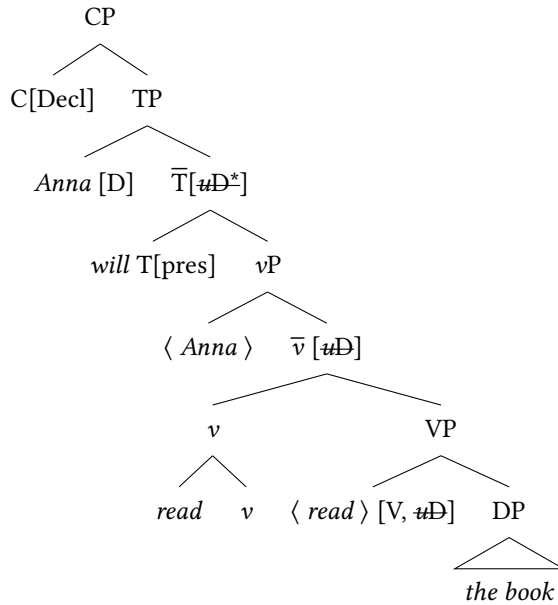 CP
C[Decl] TP
Anna [D] T̅[uD*]
will T[pres] vP
⟨ Anna ⟩ v̅ [uD]
v VP
read v ⟨ read ⟩ [V, uD] DP
the book